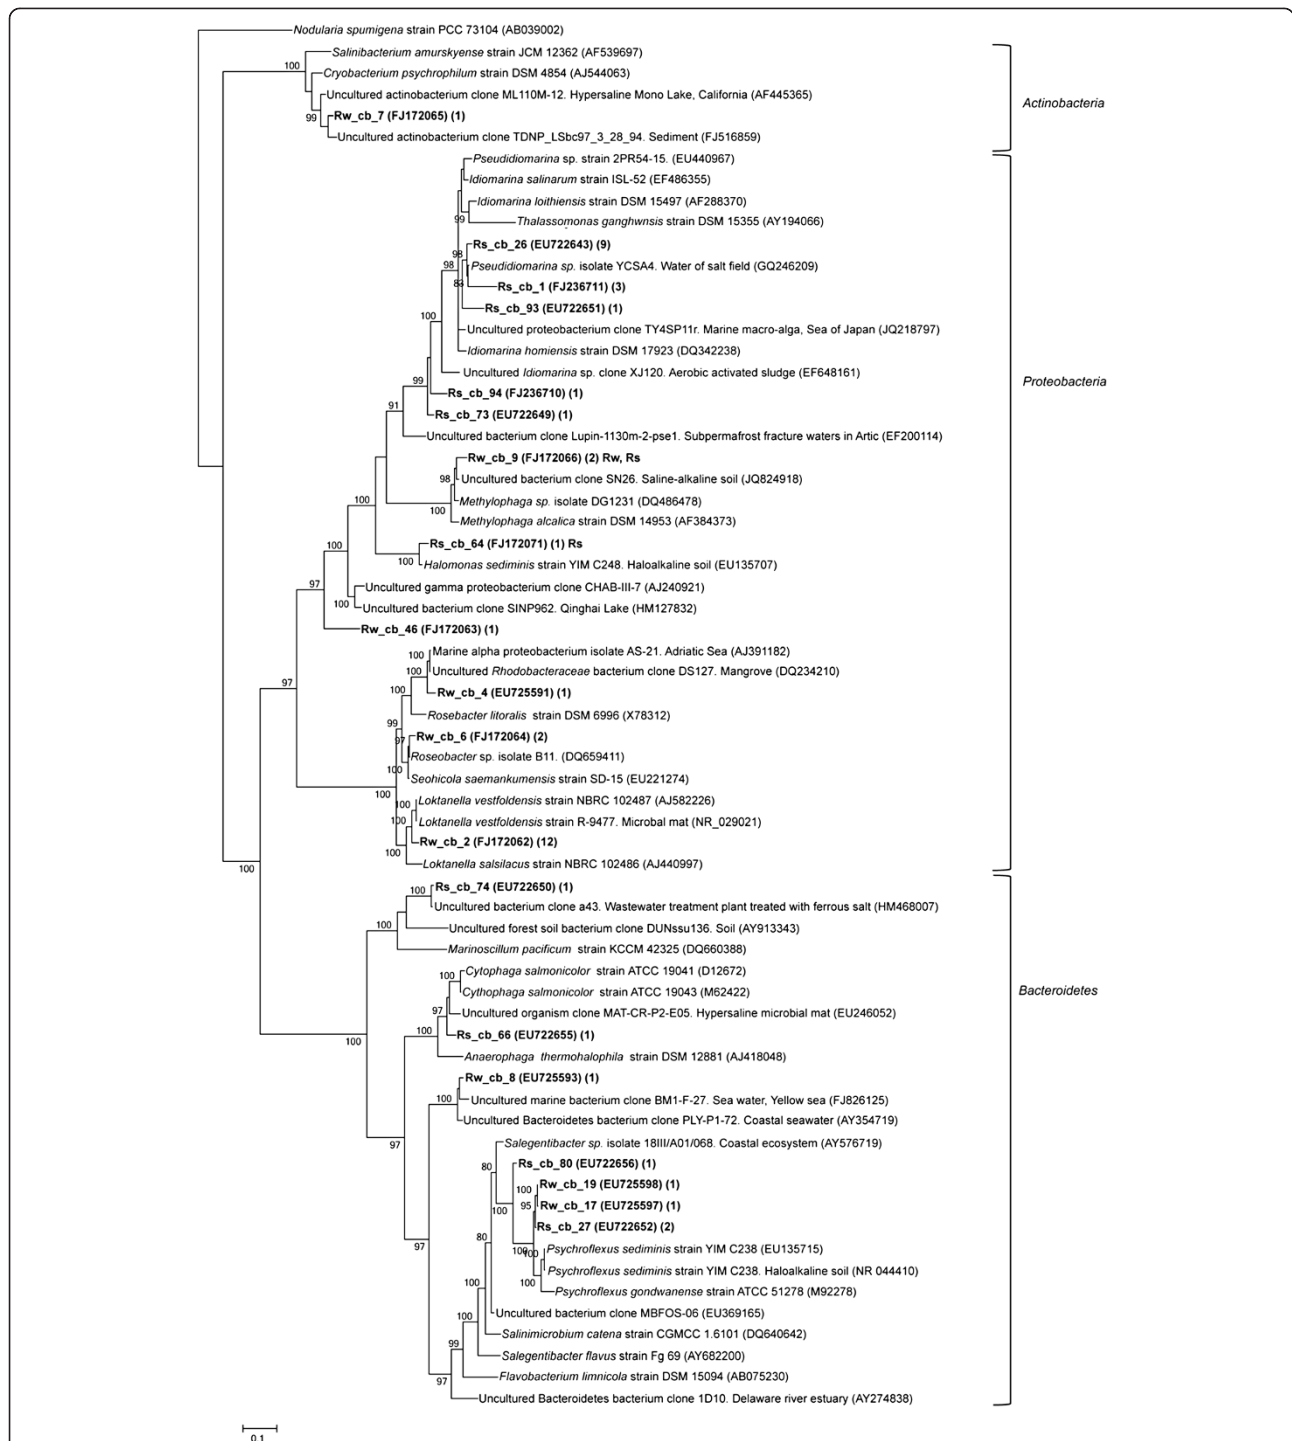 Nodularia spumigena strain PCC 73104 (AB039002)
Salinibacterium amurskyense strain JCM 12362 (AF539697)
100
Cryobacterium psychrophilum strain DSM 4854 (AJ544063)
Uncultured actinobacterium clone ML110M-12. Hypersaline Mono Lake, California (AF445365)
Actinobacteria
99
Rw_cb_7 (FJ172065) (1)
Uncultured actinobacterium clone TDNP_LSbc97_3_28_94. Sediment (FJ516859)
Pseudidiomarina sp. strain 2PR54-15. (EU440967)
Idiomarina salinarum strain ISL-52 (EF486355)
Idiomarina loithiensis strain DSM 15497 (AF288370)
99
Thalassomonas ganghwnsis strain DSM 15355 (AY194066)
Rs_cb_26 (EU722643) (9)
98
98
Pseudidiomarina sp. isolate YCSA4. Water of salt field (GQ246209)
83
Rs_cb_1 (FJ236711) (3)
Rs_cb_93 (EU722651) (1)
100
Uncultured proteobacterium clone TY4SP11r. Marine macro-alga, Sea of Japan (JQ218797)
Idiomarina homiensis strain DSM 17923 (DQ342238)
Uncultured Idiomarina sp. clone XJ120. Aerobic activated sludge (EF648161)
Proteobacteria
99
Rs_cb_94 (FJ236710) (1)
91
Rs_cb_73 (EU722649) (1)
Uncultured bacterium clone Lupin-1130m-2-pse1. Subpermafrost fracture waters in Artic (EF200114)
Rw_cb_9 (FJ172066) (2) Rw, Rs
98
Uncultured bacterium clone SN26. Saline-alkaline soil (JQ824918)
100
Methylophaga sp. isolate DG1231 (DQ486478)
100
Methylophaga alcalica strain DSM 14953 (AF384373)
100
Rs_cb_64 (FJ172071) (1) Rs
100
Halomonas sediminis strain YIM C248. Haloalkaline soil (EU135707)
97
Uncultured gamma proteobacterium clone CHAB-III-7 (AJ240921)
100
Uncultured bacterium clone SINP962. Qinghai Lake (HM127832)
Rw_cb_46 (FJ172063) (1)
100
Marine alpha proteobacterium isolate AS-21. Adriatic Sea (AJ391182)
100
Uncultured Rhodobacteraceae bacterium clone DS127. Mangrove (DQ234210)
97
100
Rw_cb_4 (EU725591) (1)
Rosebacter litoralis strain DSM 6996 (X78312)
99
Rw_cb_6 (FJ172064) (2)
97
Roseobacter sp. isolate B11. (DQ659411)
100
Seohicola saemankumensis strain SD-15 (EU221274)
100
Loktanella vestfoldensis strain NBRC 102487 (AJ582226)
100
100
Loktanella vestfoldensis strain R-9477. Microbal mat (NR_029021)
Rw_cb_2 (FJ172062) (12)
100
Loktanella salsilacus strain NBRC 102486 (AJ440997)
100
Rs_cb_74 (EU722650) (1)
100
Uncultured bacterium clone a43. Wastewater treatment plant treated with ferrous salt (HM468007)
100
Uncultured forest soil bacterium clone DUNssu136. Soil (AY913343)
Marinoscillum pacificum strain KCCM 42325 (DQ660388)
Cytophaga salmonicolor strain ATCC 19041 (D12672)
100
Cythophaga salmonicolor strain ATCC 19043 (M62422)
Bacteroidetes
97
Uncultured organism clone MAT-CR-P2-E05. Hypersaline microbial mat (EU246052)
100
Rs_cb_66 (EU722655) (1)
100
Anaerophaga thermohalophila strain DSM 12881 (AJ418048)
Rw_cb_8 (EU725593) (1)
100
Uncultured marine bacterium clone BM1-F-27. Sea water, Yellow sea (FJ826125)
Uncultured Bacteroidetes bacterium clone PLY-P1-72. Coastal seawater (AY354719)
97
Salegentibacter sp. isolate 18III/A01/068. Coastal ecosystem (AY576719)
80
Rs_cb_80 (EU722656) (1)
100
Rw_cb_19 (EU725598) (1)
95
Rw_cb_17 (EU725597) (1)
100
Rs_cb_27 (EU722652) (2)
80
97
100
100
Psychroflexus sediminis strain YIM C238 (EU135715)
Psychroflexus sediminis strain YIM C238. Haloalkaline soil (NR 044410)
100
100
Psychroflexus gondwanense strain ATCC 51278 (M92278)
100
Uncultured bacterium clone MBFOS-06 (EU369165)
Salinimicrobium catena strain CGMCC 1.6101 (DQ640642)
99
Salegentibacter flavus strain Fg 69 (AY682200)
97
Flavobacterium limnicola strain DSM 15094 (AB075230)
Uncultured Bacteroidetes bacterium clone 1D10. Delaware river estuary (AY274838)
0.1